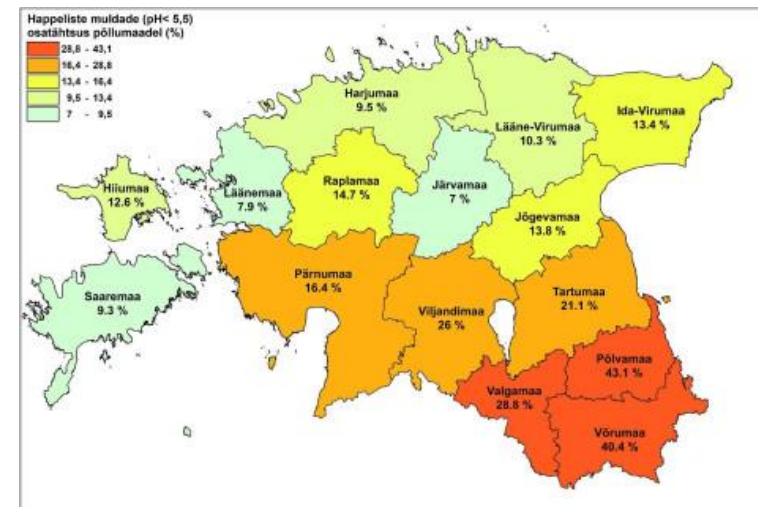 Happeliste muldade (pH< 5,5)
osatähtsus põllumaadel (%)
28,8 - 43,1
16,4 - 28,8
13,4 - 16,4
9,5 - 13,4
7 - 9,5
Harjumaa
9.5 %
Lääne-Virumaa
10.3 %
Ida-Virumaa
13.4 %
Hiiumaa
12.6 %
Läänemaa
7.9 %
Raplamaa
14.7 %
Järvamaa
7 %
Jõgevamaa
13.8 %
Saaremaa
9.3 %
Pärnumaa
16.4 %
Viljandimaa
26 %
Tartumaa
21.1 %
Põlvamaa
43.1 %
Valgamaa
28.8 %
Võrumaa
40.4 %